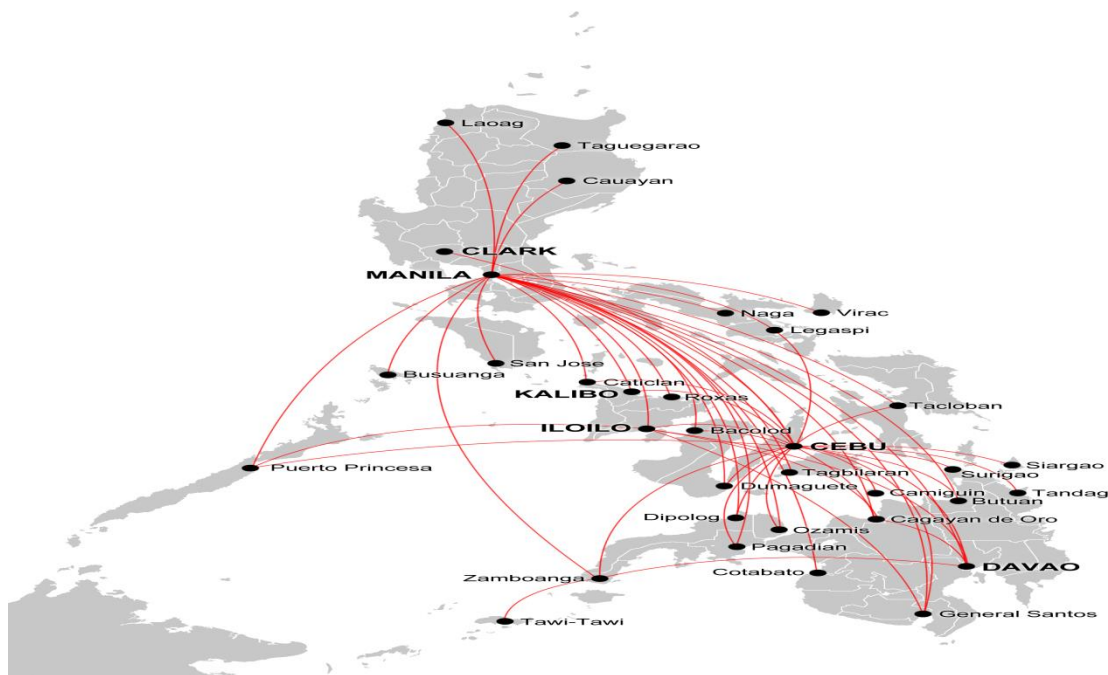 Laoag
Taguegarao
Cauayan
CLARK
MANILA
Naga
Virac
Legaspi
San Jose
Busuanga
Caticlan
KALIBO
Roxas
Tacloban
ILOILO
Bacolod
CEBU
Puerto Princesa
Tagbilaran
Siargao
Surigao
Dumaguete
Camiguin
Tandag
Butuan
Dipolog
Cagayan de Oro
Ozamis
Pagadian
Zamboanga
Cotabato
DAVAO
General Santos
Tawi-Tawi